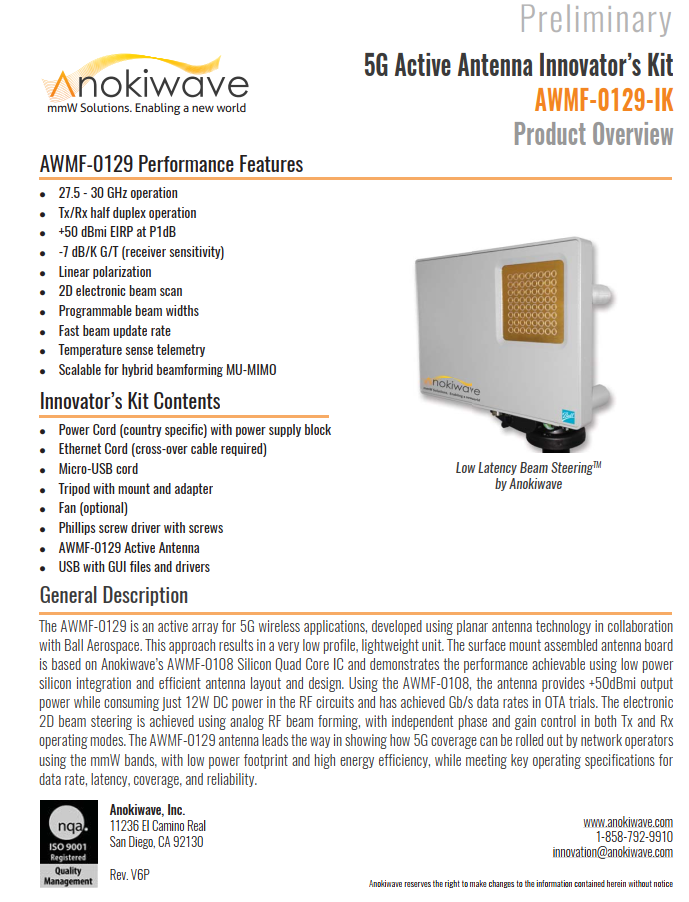 Preliminary
Anokiwave
mmW Solutions. Enabling a new world
5G Active Antenna Innovator's Kit
AWMF-0129-IK
Product Overview
AWMF-0129 Performance Features
● 27.5 - 30 GHz operation
● Tx/Rx half duplex operation
● +50 dBmi EIRP at P1dB
● -7 dB/K G/T (receiver sensitivity)
● Linear polarization
● 2D electronic beam scan
● Programmable beam widths
● Fast beam update rate
● Temperature sense telemetry
● Scalable for hybrid beamforming MU-MIMO
Anokiwave
mmW Solutions. Enabling a new world
Ball
Low Latency Beam Steering™
by Anokiwave
Innovator's Kit Contents
● Power Cord (country specific) with power supply block
● Ethernet Cord (cross-over cable required)
● Micro-USB cord
● Tripod with mount and adapter
● Fan (optional)
● Phillips screw driver with screws
● AWMF-0129 Active Antenna
● USB with GUI files and drivers
General Description
The AWMF-0129 is an active array for 5G wireless applications, developed using planar antenna technology in collaboration
with Ball Aerospace. This approach results in a very low profile, lightweight unit. The surface mount assembled antenna board
is based on Anokiwave's AWMF-0108 Silicon Quad Core IC and demonstrates the performance achievable using low power
silicon integration and efficient antenna layout and design. Using the AWMF-0108, the antenna provides +50dBmi output
power while consuming just 12W DC power in the RF circuits and has achieved Gb/s data rates in OTA trials. The electronic
2D beam steering is achieved using analog RF beam forming, with independent phase and gain control in both Tx and Rx
operating modes. The AWMF-0129 antenna leads the way in showing how 5G coverage can be rolled out by network operators
using the mmW bands, with low power footprint and high energy efficiency, while meeting key operating specifications for
data rate, latency, coverage, and reliability.
nqa.
ISO 9001
Registered
Quality
Management
Anokiwave, Inc.
11236 El Camino Real
San Diego, CA 92130
Rev. V6P
www.anokiwave.com
1-858-792-9910
innovation@anokiwave.com
Anokiwave reserves the right to make changes to the information contained herein without notice